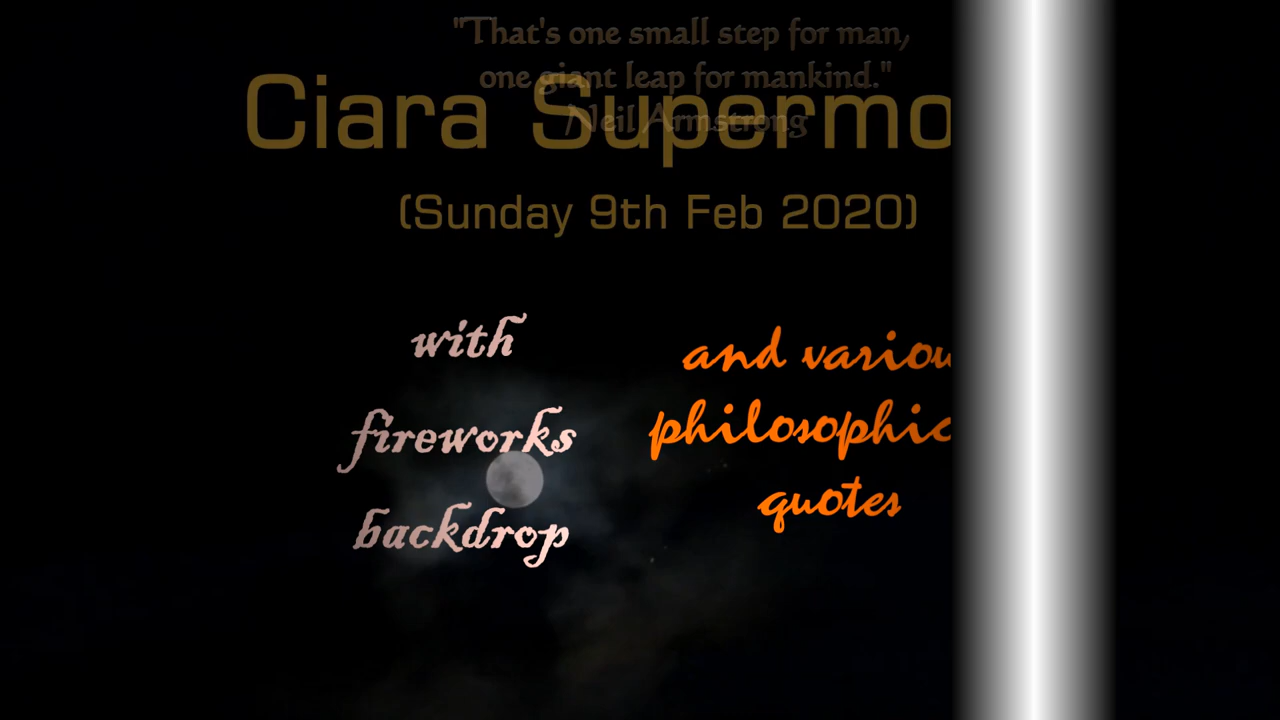 "That's one small step for man,
one giant leap for mankind."
Neil Armstrong
Ciara Supermo
(Sunday 9th Feb 2020)
with
fireworks
backdrop
and variou
philosophic
quotes